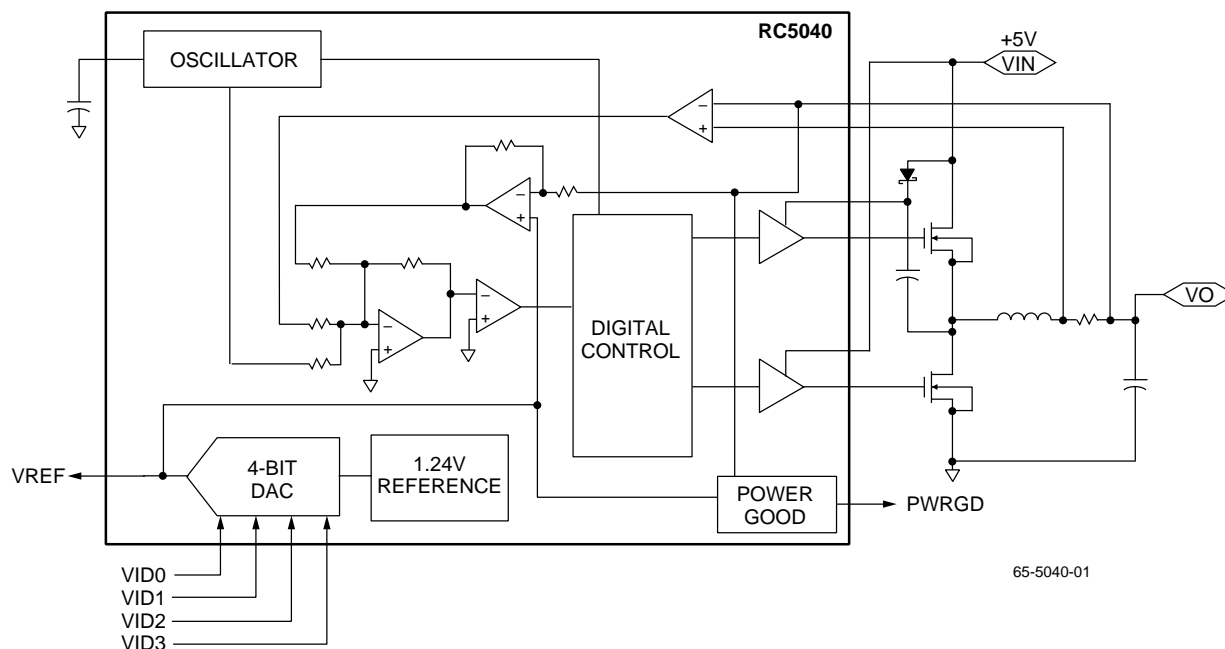 RC5040
OSCILLATOR
+5V
VIN
–
+
–
+
–
+
–
+
DIGITAL
CONTROL
VO
VREF
4-BIT
DAC
1.24V
REFERENCE
POWER
GOOD
PWRGD
VID0
VID1
VID2
VID3
65-5040-01